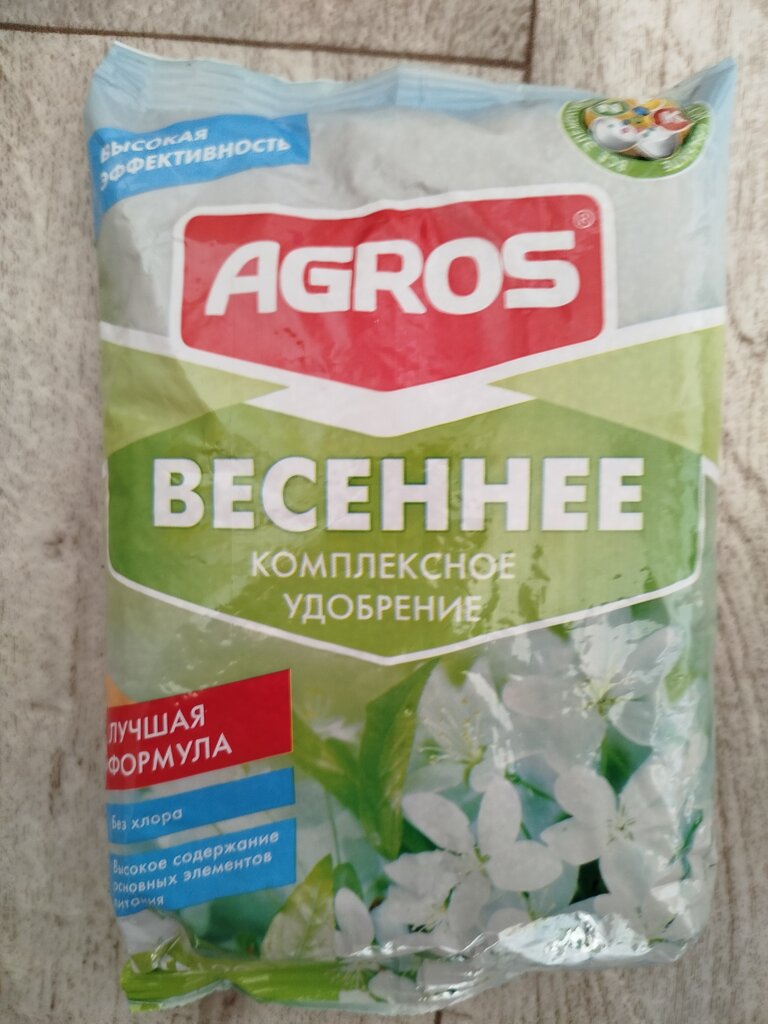 ВЫСОКАЯ
ЭФФЕКТИВНОСТЬ
AGROS®
ВЕСЕННЕЕ
КОМПЛЕКСНОЕ
УДОБРЕНИЕ
ЛУЧШАЯ
ФОРМУЛА
Без хлора
Высокое содержание
основных элементов
питания